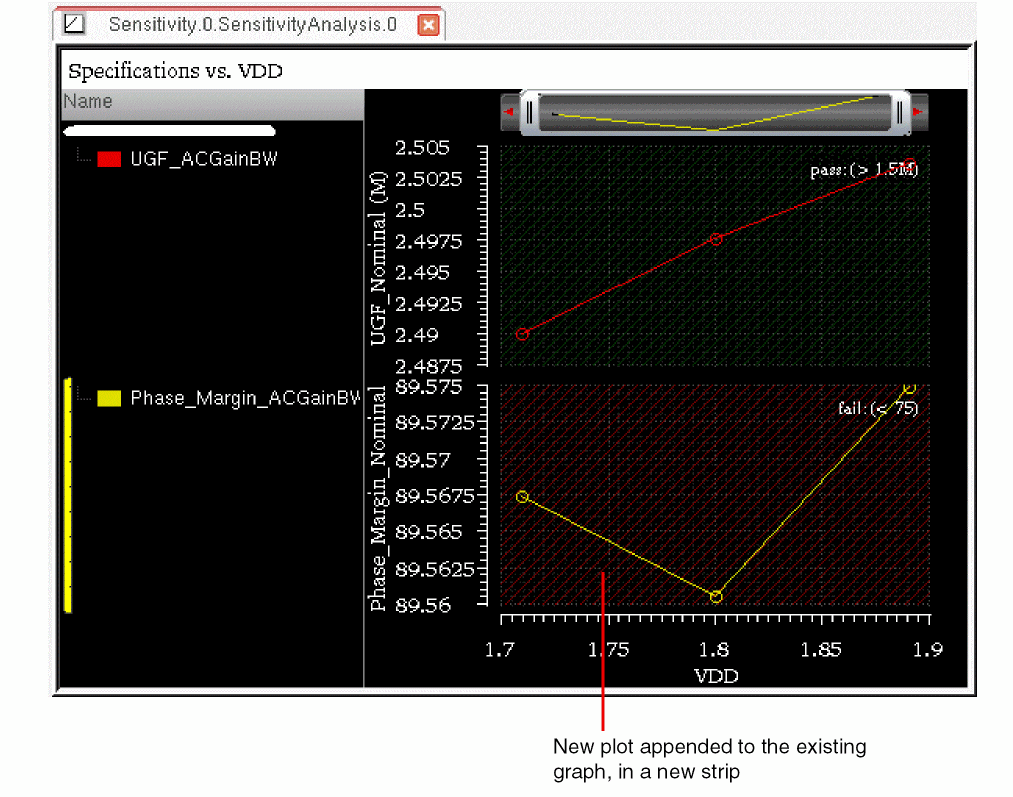 Sensitivity.0.SensitivityAnalysis.0
Specifications vs. VDD
Name
UGF_ACGainBW
Phase_Margin_ACGainBW
UGF_Nominal (M)
2.505
2.5025
2.5
2.4975
2.495
2.4925
2.49
2.4875
pass:(> 1.5M)
Phase_Margin_Nominal
89.575
89.5725
89.57
89.5675
89.565
89.5625
89.56
fail:(< 75)
1.7 1.75 1.8 1.85 1.9
VDD
New plot appended to the existing
graph, in a new strip